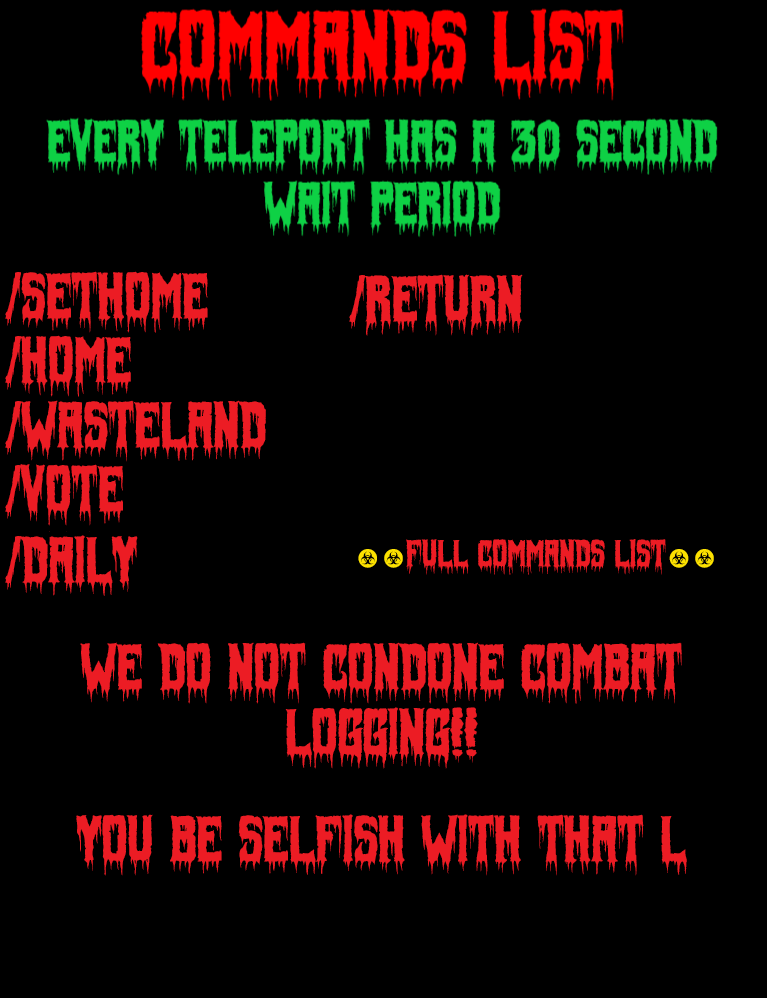 COMMANDS LIST
EVERY TELEPORT HAS A 30 SECOND
WAIT PERIOD
/SETHOME
/HOME
/WASTELAND
/VOTE
/DAILY
/RETURN
☣☣FULL COMMANDS LIST☣☣
WE DO NOT CONDONE COMBAT
LOGGING!!
YOU BE SELFISH WITH THAT L